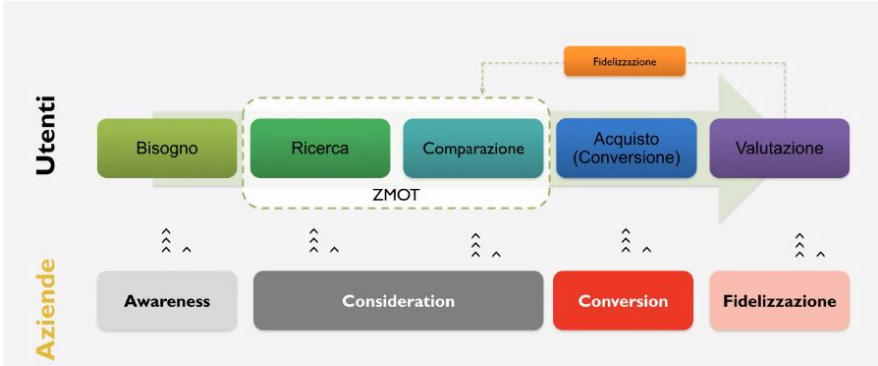 Utenti
Fidelizzazione
Bisogno
Ricerca
Comparazione
Acquisto
(Conversione)
Valutazione
ZMOT
Aziende
Awareness
Consideration
Conversion
Fidelizzazione